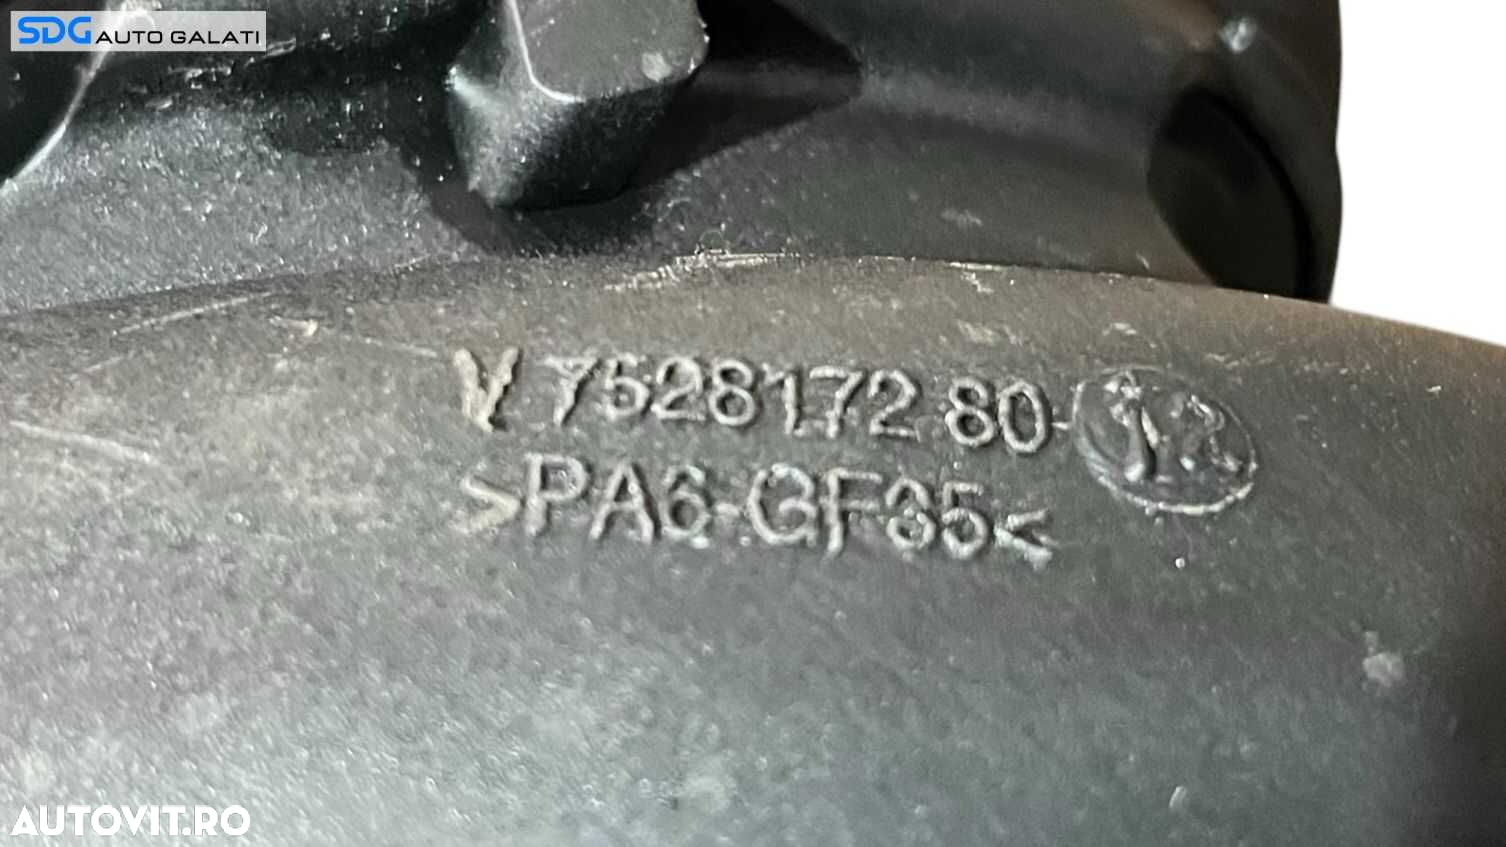 SDG AUTO GALATI
V 7528172 80
>PA6-GF35<
AUTOVIT.RO